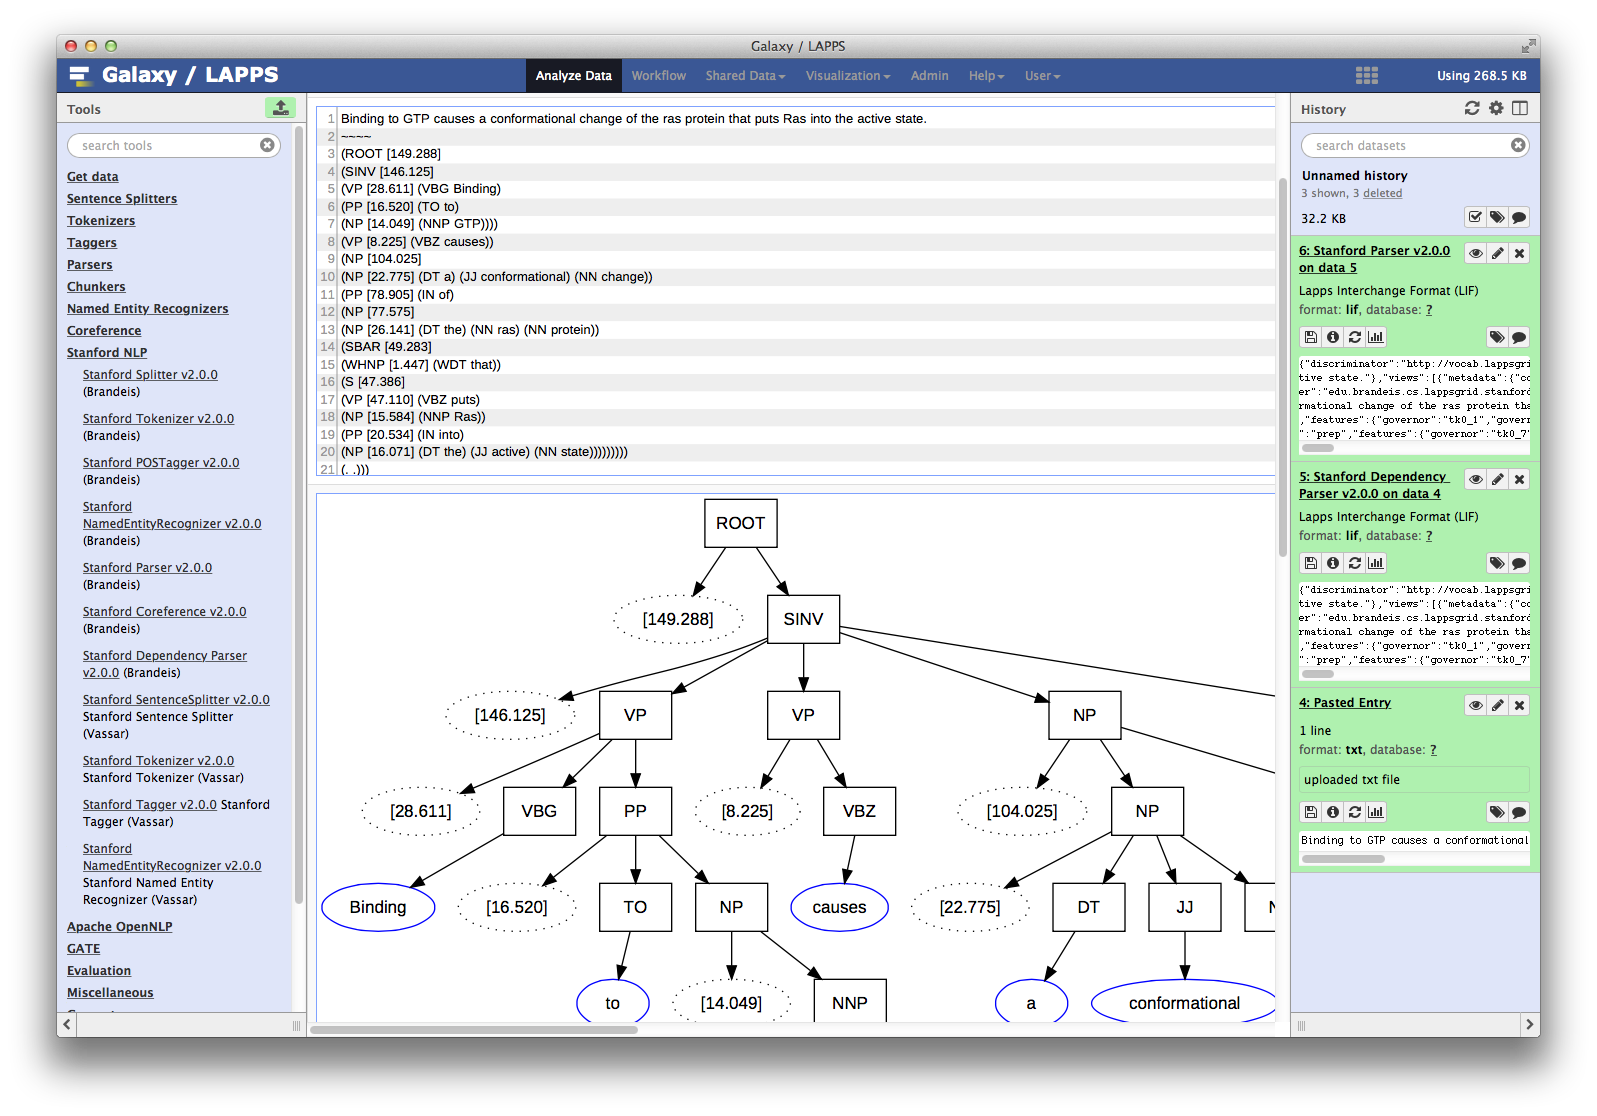 Galaxy / LAPPS
Galaxy / LAPPS
Analyze Data
Workflow
Shared Data
Visualization
Admin
Help
User
Using 268.5 KB
Tools
search tools
Get data
Sentence Splitters
Tokenizers
Taggers
Parsers
Chunkers
Named Entity Recognizers
Coreference
Stanford NLP
Stanford Splitter v2.0.0
(Brandeis)
Stanford Tokenizer v2.0.0
(Brandeis)
Stanford POSTagger v2.0.0
(Brandeis)
Stanford
NamedEntityRecognizer v2.0.0
(Brandeis)
Stanford Parser v2.0.0
(Brandeis)
Stanford Coreference v2.0.0
(Brandeis)
Stanford Dependency Parser
v2.0.0 (Brandeis)
Stanford SentenceSplitter v2.0.0
Stanford Sentence Splitter
(Vassar)
Stanford Tokenizer v2.0.0
Stanford Tokenizer (Vassar)
Stanford Tagger v2.0.0 Stanford
Tagger (Vassar)
Stanford
NamedEntityRecognizer v2.0.0
Stanford Named Entity
Recognizer (Vassar)
Apache OpenNLP
GATE
Evaluation
Miscellaneous
1 Binding to GTP causes a conformational change of the ras protein that puts Ras into the active state.
2 ~~~~
3 (ROOT [149.288]
4 (SINV [146.125]
5 (VP [28.611] (VBG Binding)
6 (PP [16.520] (TO to)
7 (NP [14.049] (NNP GTP))))
8 (VP [8.225] (VBZ causes))
9 (NP [104.025]
10 (NP [22.775] (DT a) (JJ conformational) (NN change))
11 (PP [78.905] (IN of)
12 (NP [77.575]
13 (NP [26.141] (DT the) (NN ras) (NN protein))
14 (SBAR [49.283]
15 (WHNP [1.447] (WDT that))
16 (S [47.386]
17 (VP [47.110] (VBZ puts)
18 (NP [15.584] (NNP Ras))
19 (PP [20.534] (IN into)
20 (NP [16.071] (DT the) (JJ active) (NN state)))))))))
21 (. .)))
ROOT
[149.288]
SINV
[146.125]
VP
VP
NP
[28.611]
VBG
PP
[8.225]
VBZ
[104.025]
NP
Binding
[16.520]
TO
NP
causes
[22.775]
DT
JJ
to
[14.049]
NNP
a
conformational
History
search datasets
Unnamed history
3 shown, 3 deleted
32.2 KB
6: Stanford Parser v2.0.0
on data 5
Lapps Interchange Format (LIF)
format: lif, database: ?
{"discriminator":"http://vocab.lappsgri
tive state."},"views":[{"metadata":{"co
er":"edu.brandeis.cs.lappsgrid.stanford
rmational change of the ras protein tha
,"features":{"governor":"tk0_1","govern
:"prep","features":{"governor":"tk0_7"
5: Stanford Dependency
Parser v2.0.0 on data 4
Lapps Interchange Format (LIF)
format: lif, database: ?
{"discriminator":"http://vocab.lappsgri
tive state."},"views":[{"metadata":{"co
er":"edu.brandeis.cs.lappsgrid.stanford
rmational change of the ras protein tha
,"features":{"governor":"tk0_1","govern
:"prep","features":{"governor":"tk0_7"
4: Pasted Entry
1 line
format: txt, database: ?
uploaded txt file
Binding to GTP causes a conformational